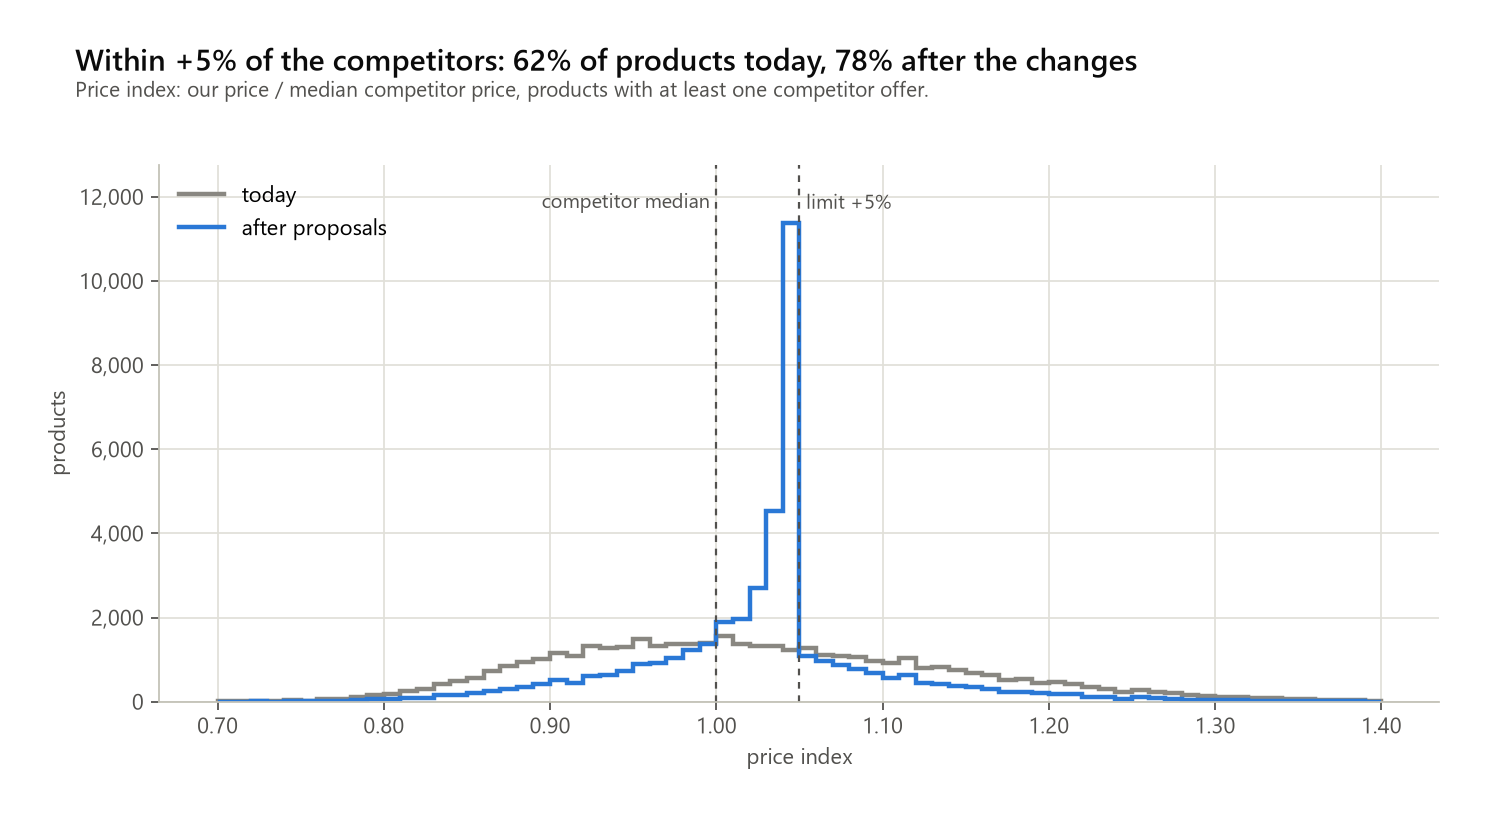 Within +5% of the competitors: 62% of products today, 78% after the changes
Price index: our price / median competitor price, products with at least one competitor offer.
today
after proposals
competitor median
limit +5%
12,000
10,000
8,000
6,000
4,000
2,000
0
products
0.70
0.80
0.90
1.00
1.10
1.20
1.30
1.40
price index